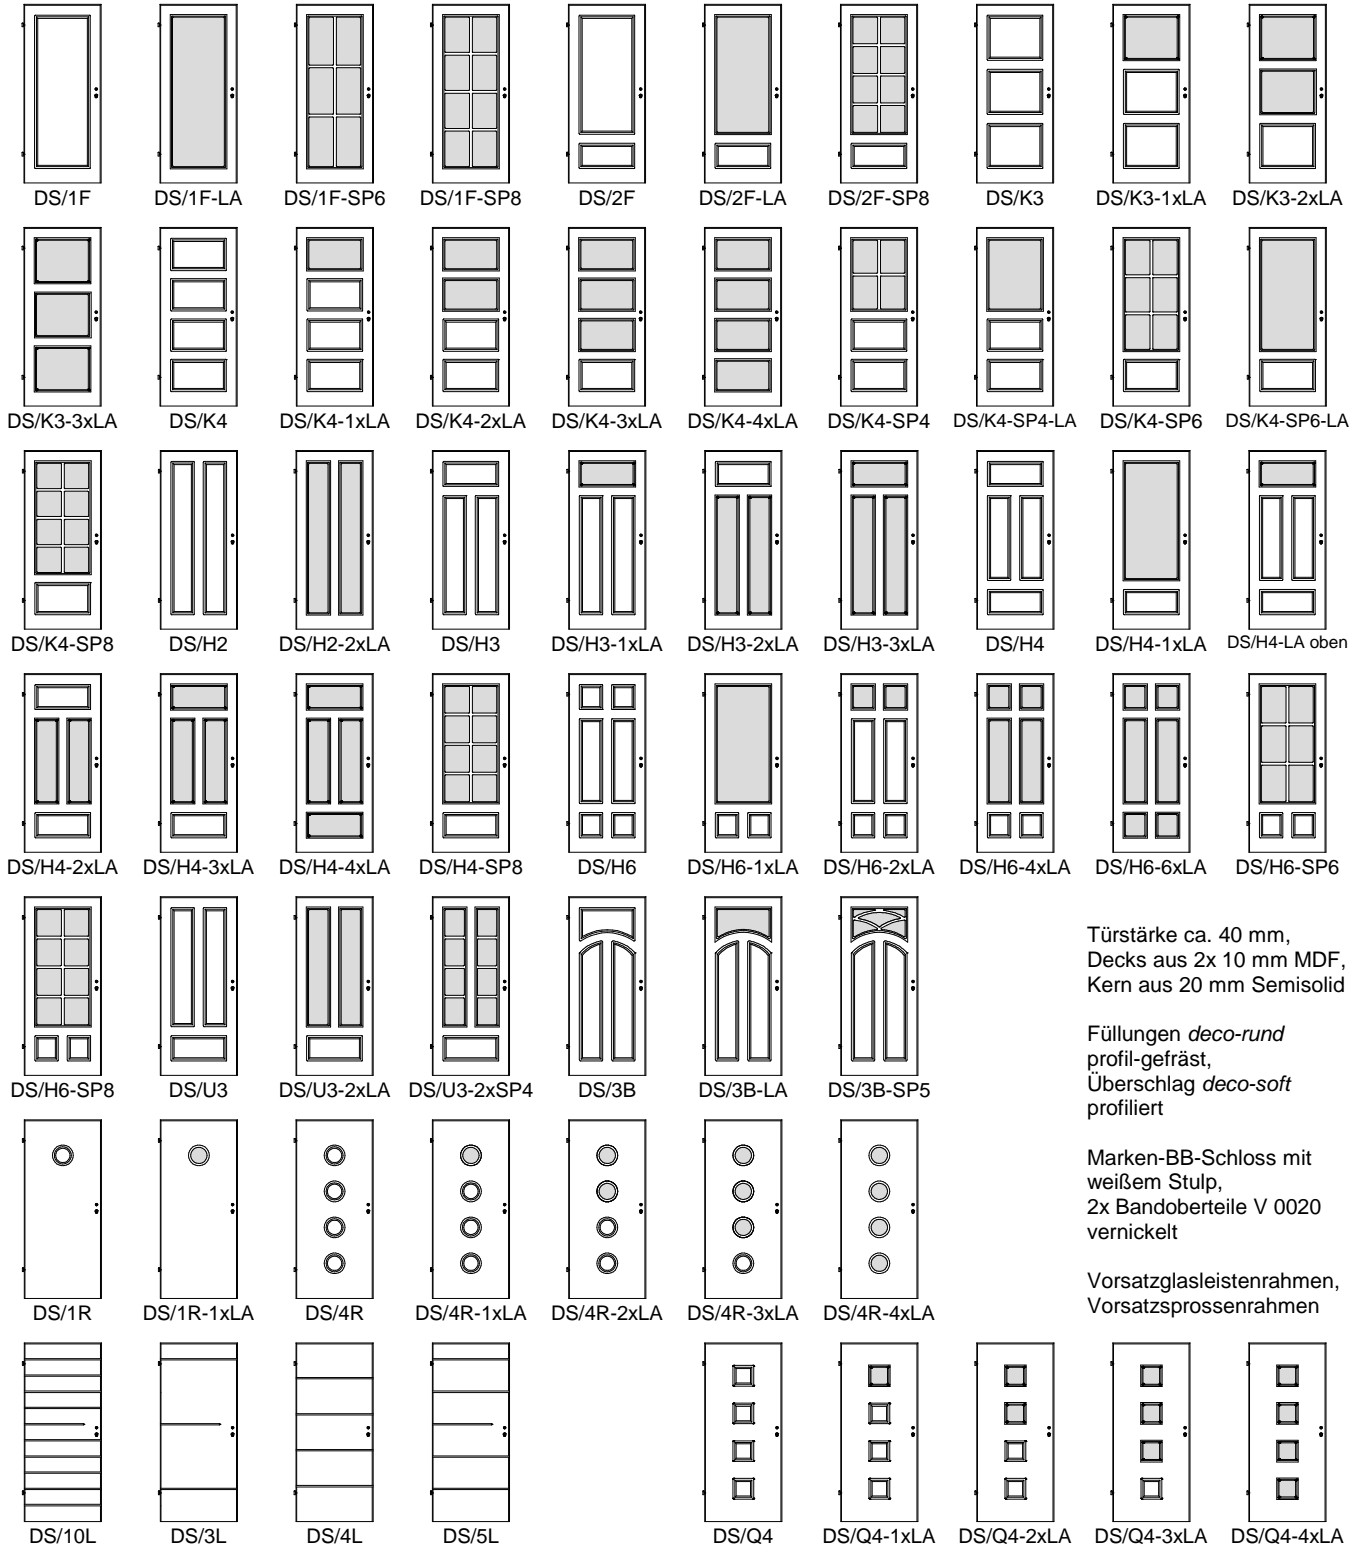 DS/1F DS/1F-LA DS/1F-SP6 DS/1F-SP8 DS/2F DS/2F-LA DS/2F-SP8 DS/K3 DS/K3-1xLA DS/K3-2xLA
DS/K3-3xLA DS/K4 DS/K4-1xLA DS/K4-2xLA DS/K4-3xLA DS/K4-4xLA DS/K4-SP4 DS/K4-SP4-LA DS/K4-SP6 DS/K4-SP6-LA
DS/K4-SP8 DS/H2 DS/H2-2xLA DS/H3 DS/H3-1xLA DS/H3-2xLA DS/H3-3xLA DS/H4 DS/H4-1xLA DS/H4-LA oben
DS/H4-2xLA DS/H4-3xLA DS/H4-4xLA DS/H4-SP8 DS/H6 DS/H6-1xLA DS/H6-2xLA DS/H6-4xLA DS/H6-6xLA DS/H6-SP6
DS/H6-SP8 DS/U3 DS/U3-2xLA DS/U3-2xSP4 DS/3B DS/3B-LA DS/3B-SP5
Türstärke ca. 40 mm,
Decks aus 2x 10 mm MDF,
Kern aus 20 mm Semisolid
Füllungen deco-rund
profil-gefräst,
Überschlag deco-soft
profiliert
Marken-BB-Schloss mit
weißem Stulp,
2x Bandoberteile V 0020
vernickelt
Vorsatzglasleistenrahmen,
Vorsatzsprossenrahmen
DS/1R DS/1R-1xLA DS/4R DS/4R-1xLA DS/4R-2xLA DS/4R-3xLA DS/4R-4xLA
DS/10L DS/3L DS/4L DS/5L DS/Q4 DS/Q4-1xLA DS/Q4-2xLA DS/Q4-3xLA DS/Q4-4xLA